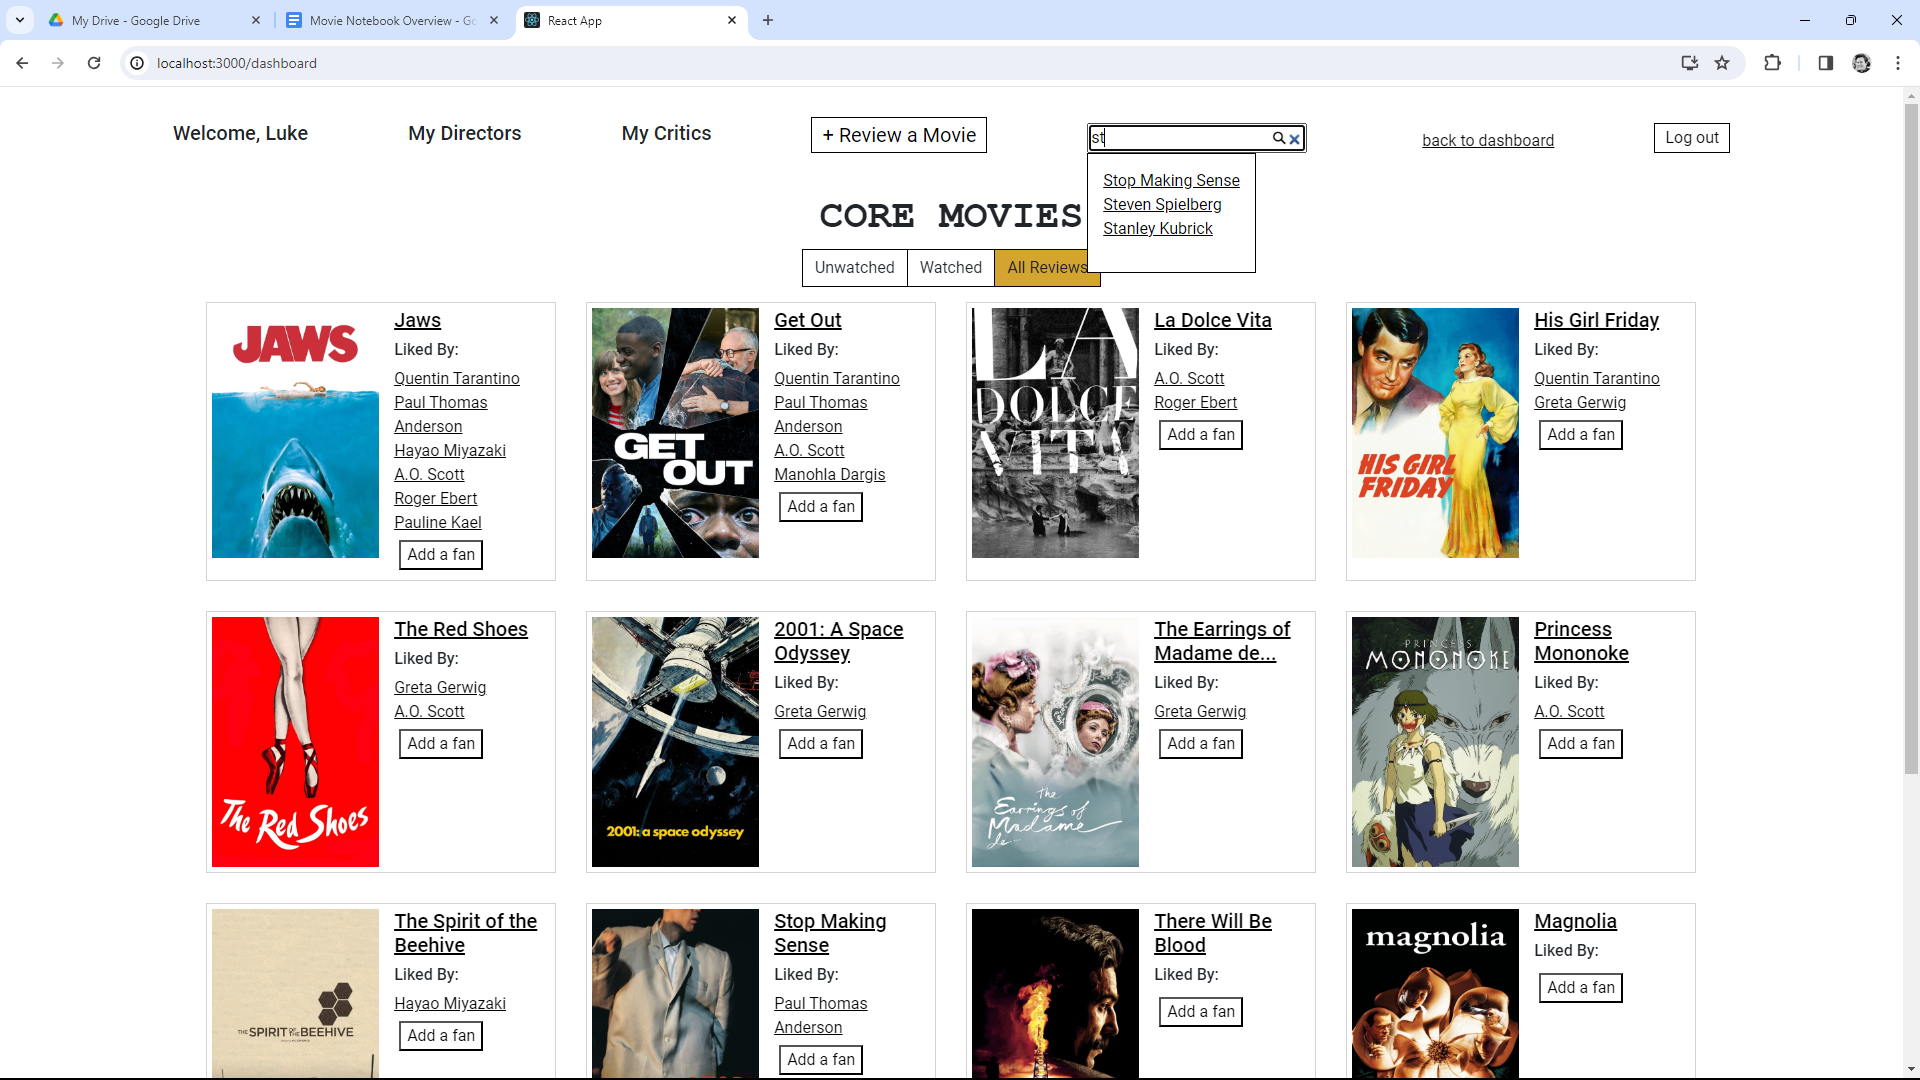 My Drive - Google Drive
Movie Notebook Overview - Go
React App
localhost:3000/dashboard
Welcome, Luke
My Directors
My Critics
+ Review a Movie
st
back to dashboard
Log out
Stop Making Sense
Steven Spielberg
Stanley Kubrick
CORE MOVIES
Unwatched
Watched
All Reviews
JAWS
Jaws
Liked By:
Quentin Tarantino
Paul Thomas
Anderson
Hayao Miyazaki
A.O. Scott
Roger Ebert
Pauline Kael
Add a fan
GET
OUT
Get Out
Liked By:
Quentin Tarantino
Paul Thomas
Anderson
A.O. Scott
Manohla Dargis
Add a fan
LA
DOLCE
VITA
La Dolce Vita
Liked By:
A.O. Scott
Roger Ebert
Add a fan
HIS GIRL
FRIDAY
His Girl Friday
Liked By:
Quentin Tarantino
Greta Gerwig
Add a fan
The Red Shoes
The Red Shoes
Liked By:
Greta Gerwig
A.O. Scott
Add a fan
2001: a space odyssey
2001: A Space
Odyssey
Liked By:
Greta Gerwig
Add a fan
the
Earrings of
Madame
de...
The Earrings of
Madame de...
Liked By:
Greta Gerwig
Add a fan
PRINCESS
MONONOKE
Princess
Mononoke
Liked By:
A.O. Scott
Add a fan
THE SPIRIT OF THE BEEHIVE
The Spirit of the
Beehive
Liked By:
Hayao Miyazaki
Add a fan
Stop Making
Sense
Liked By:
Paul Thomas
Anderson
Add a fan
There Will Be
Blood
Liked By:
Add a fan
magnolia
Magnolia
Liked By:
Add a fan